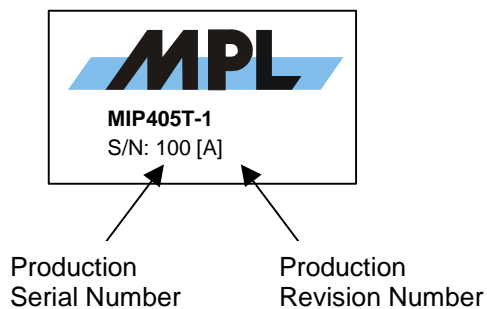 MPL
MIP405T-1
S/N: 100 [A]
Production
Serial Number
Production
Revision Number